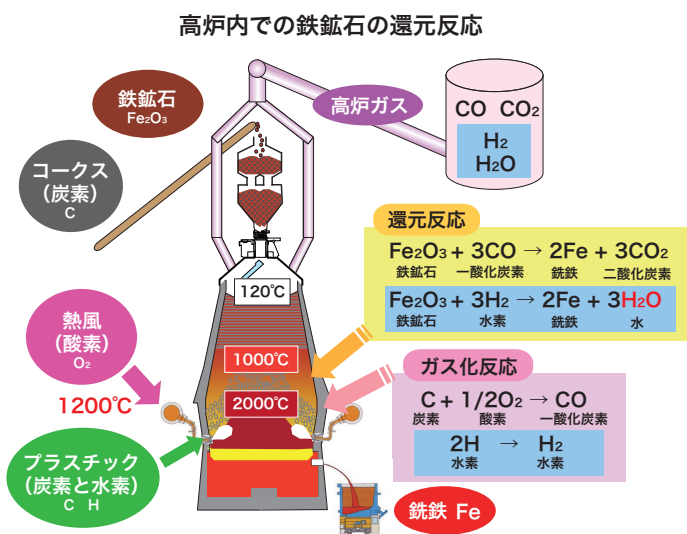 高炉内での鉄鉱石の還元反応
鉄鉱石
Fe₂O₃
高炉ガス
CO CO₂
H₂
H₂O
コークス
(炭素)
C
還元反応
Fe₂O₃ + 3CO → 2Fe + 3CO₂
鉄鉱石 一酸化炭素 銑鉄 二酸化炭素
Fe₂O₃ + 3H₂ → 2Fe + 3H₂O
鉄鉱石 水素 銑鉄 水
120℃
熱風
(酸素)
O₂
1200℃
1000℃
2000℃
ガス化反応
C + 1/2O₂ → CO
炭素 酸素 一酸化炭素
2H → H₂
水素 水素
プラスチック
(炭素と水素)
C H
銑鉄 Fe